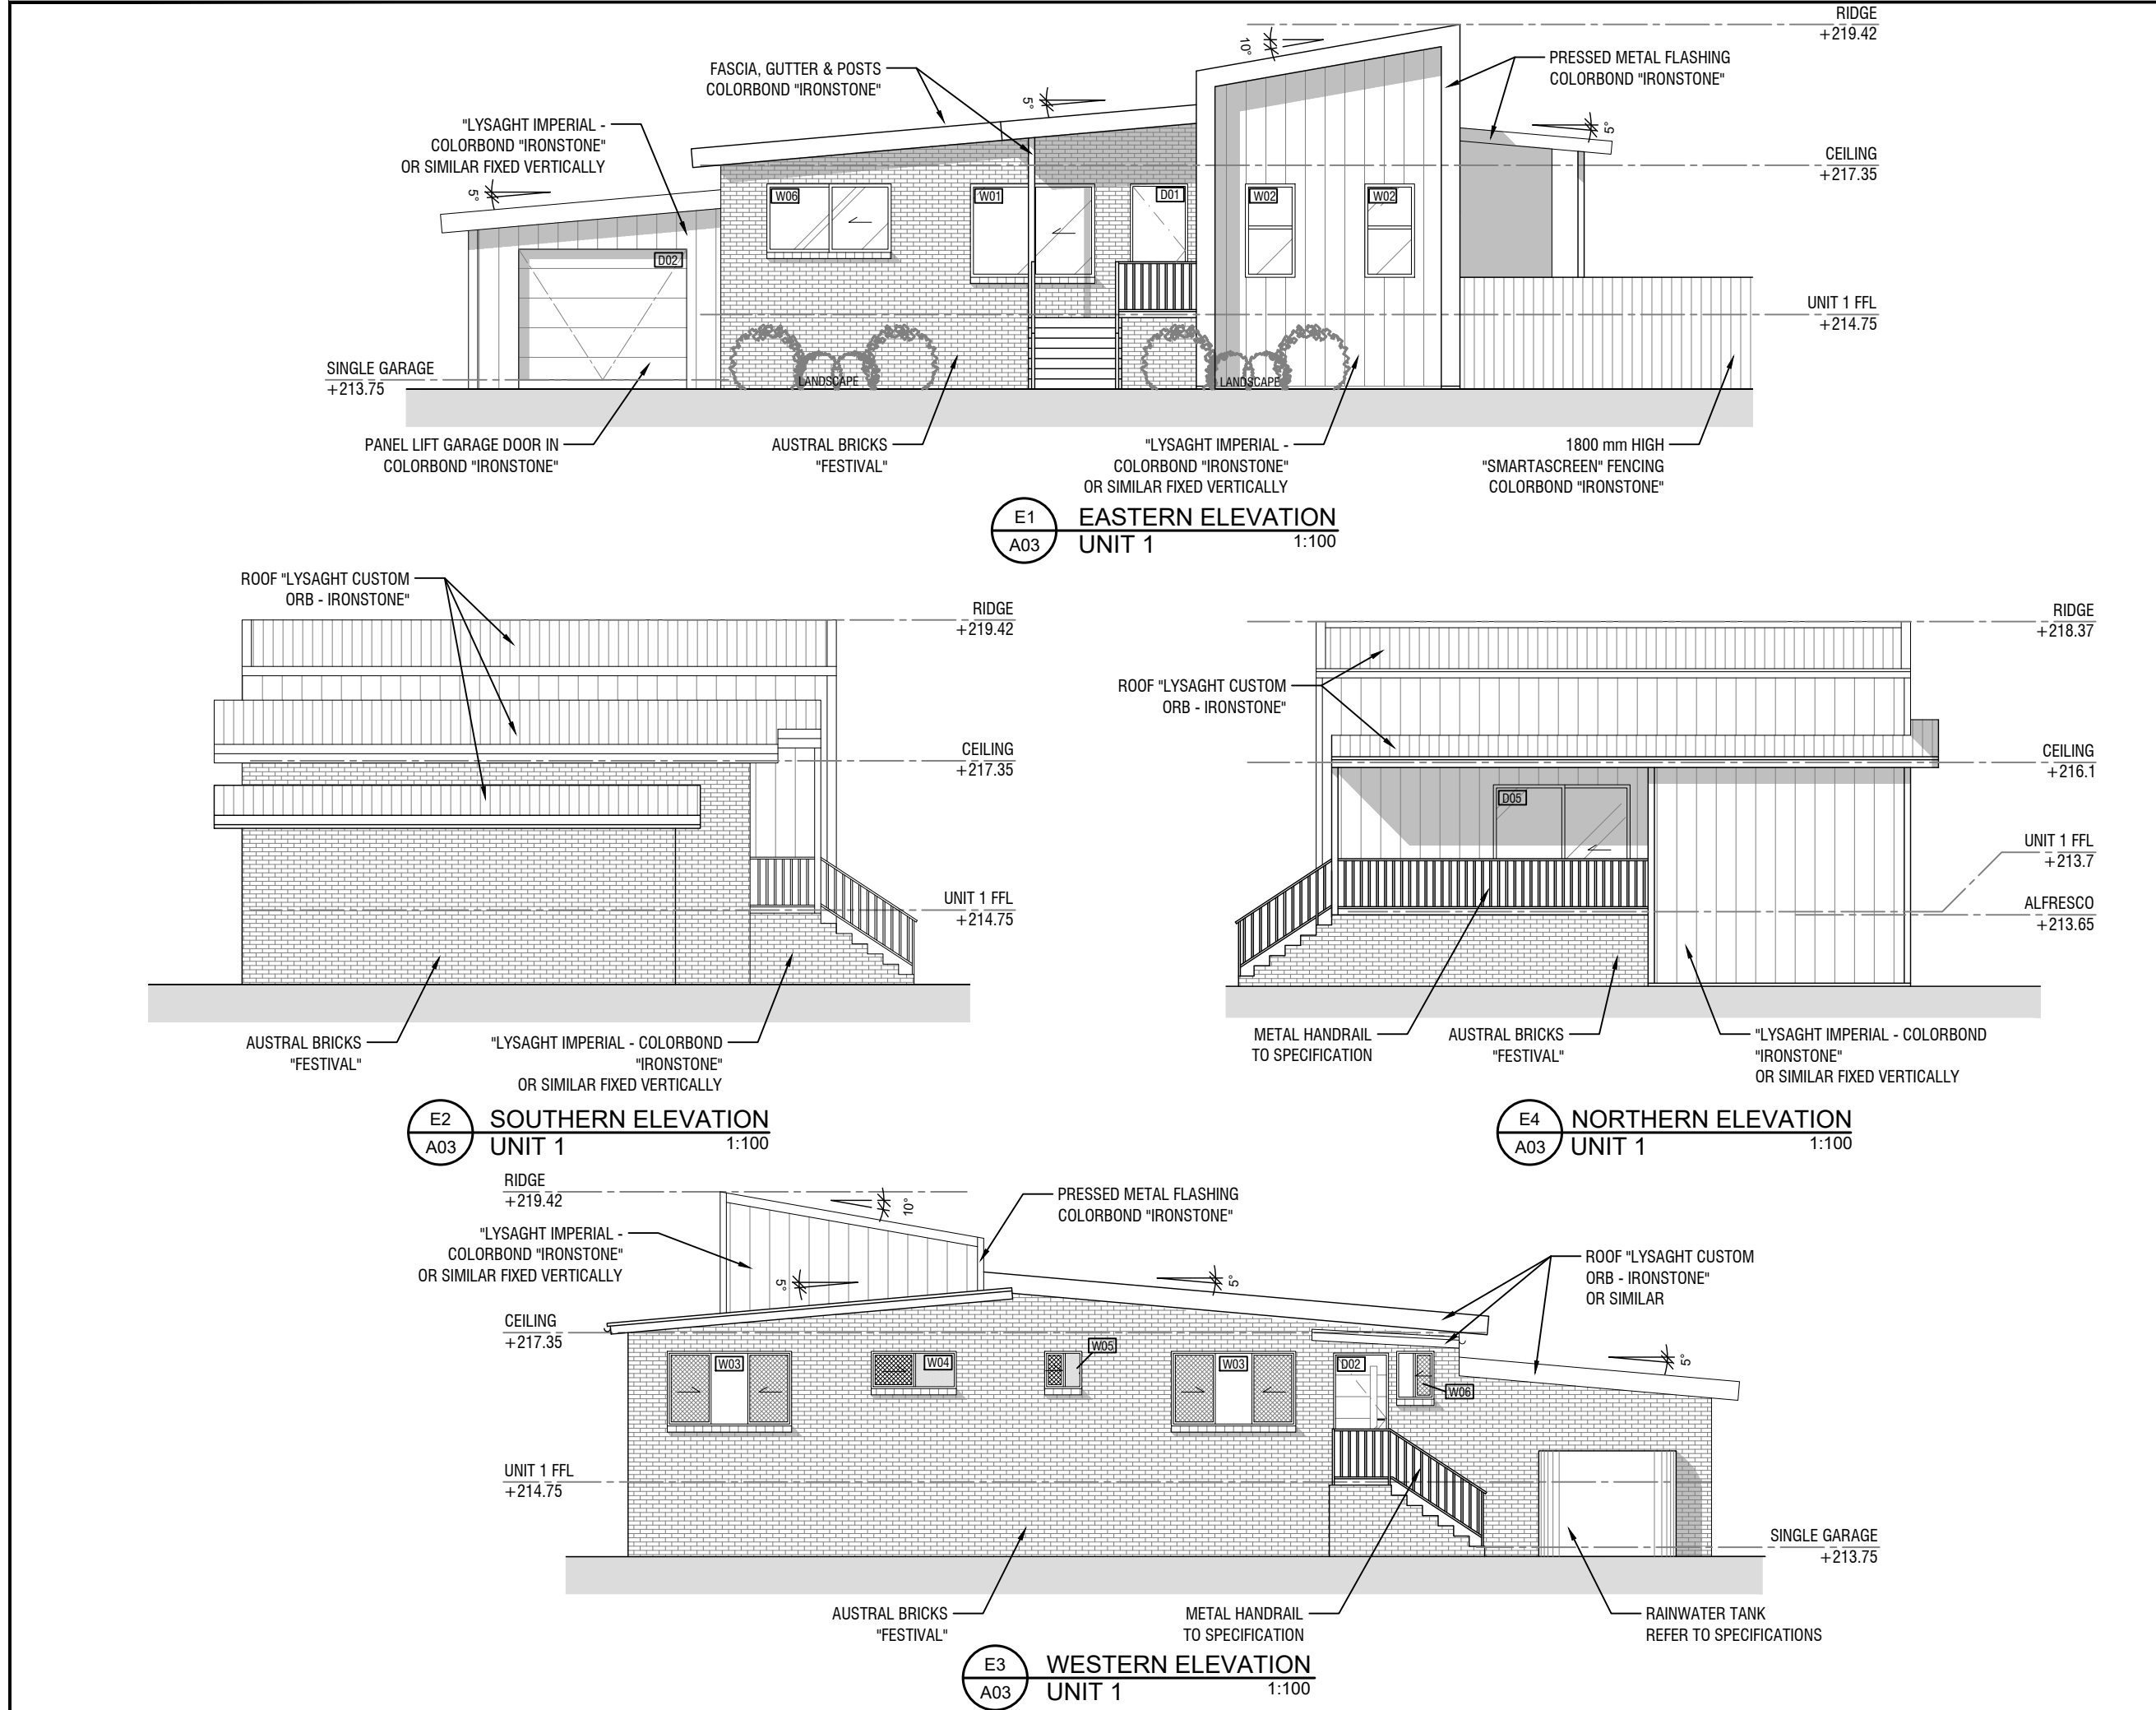 RIDGE
+219.42
10°
PRESSED METAL FLASHING
COLORBOND "IRONSTONE"
FASCIA, GUTTER & POSTS
COLORBOND "IRONSTONE"
5°
"LYSAGHT IMPERIAL -
COLORBOND "IRONSTONE"
OR SIMILAR FIXED VERTICALLY
5°
5°
CEILING
+217.35
W06
W01
D01
W02
W02
D02
UNIT 1 FFL
+214.75
SINGLE GARAGE
+213.75
LANDSCAPE
LANDSCAPE
PANEL LIFT GARAGE DOOR IN
COLORBOND "IRONSTONE"
AUSTRAL BRICKS
"FESTIVAL"
"LYSAGHT IMPERIAL -
COLORBOND "IRONSTONE"
OR SIMILAR FIXED VERTICALLY
1800 mm HIGH
"SMARTASCREEN" FENCING
COLORBOND "IRONSTONE"
E1
A03
EASTERN ELEVATION
UNIT 1
1:100
ROOF "LYSAGHT CUSTOM
ORB - IRONSTONE"
RIDGE
+219.42
CEILING
+217.35
UNIT 1 FFL
+214.75
AUSTRAL BRICKS
"FESTIVAL"
"LYSAGHT IMPERIAL - COLORBOND
"IRONSTONE"
OR SIMILAR FIXED VERTICALLY
E2
A03
SOUTHERN ELEVATION
UNIT 1
1:100
RIDGE
+218.37
ROOF "LYSAGHT CUSTOM
ORB - IRONSTONE"
CEILING
+216.1
D05
UNIT 1 FFL
+213.7
ALFRESCO
+213.65
METAL HANDRAIL
TO SPECIFICATION
AUSTRAL BRICKS
"FESTIVAL"
"LYSAGHT IMPERIAL - COLORBOND
"IRONSTONE"
OR SIMILAR FIXED VERTICALLY
E4
A03
NORTHERN ELEVATION
UNIT 1
1:100
RIDGE
+219.42
10°
PRESSED METAL FLASHING
COLORBOND "IRONSTONE"
"LYSAGHT IMPERIAL -
COLORBOND "IRONSTONE"
OR SIMILAR FIXED VERTICALLY
5°
5°
ROOF "LYSAGHT CUSTOM
ORB - IRONSTONE"
OR SIMILAR
CEILING
+217.35
5°
W03
W04
W05
W03
D02
W06
UNIT 1 FFL
+214.75
SINGLE GARAGE
+213.75
AUSTRAL BRICKS
"FESTIVAL"
METAL HANDRAIL
TO SPECIFICATION
RAINWATER TANK
REFER TO SPECIFICATIONS
E3
A03
WESTERN ELEVATION
UNIT 1
1:100